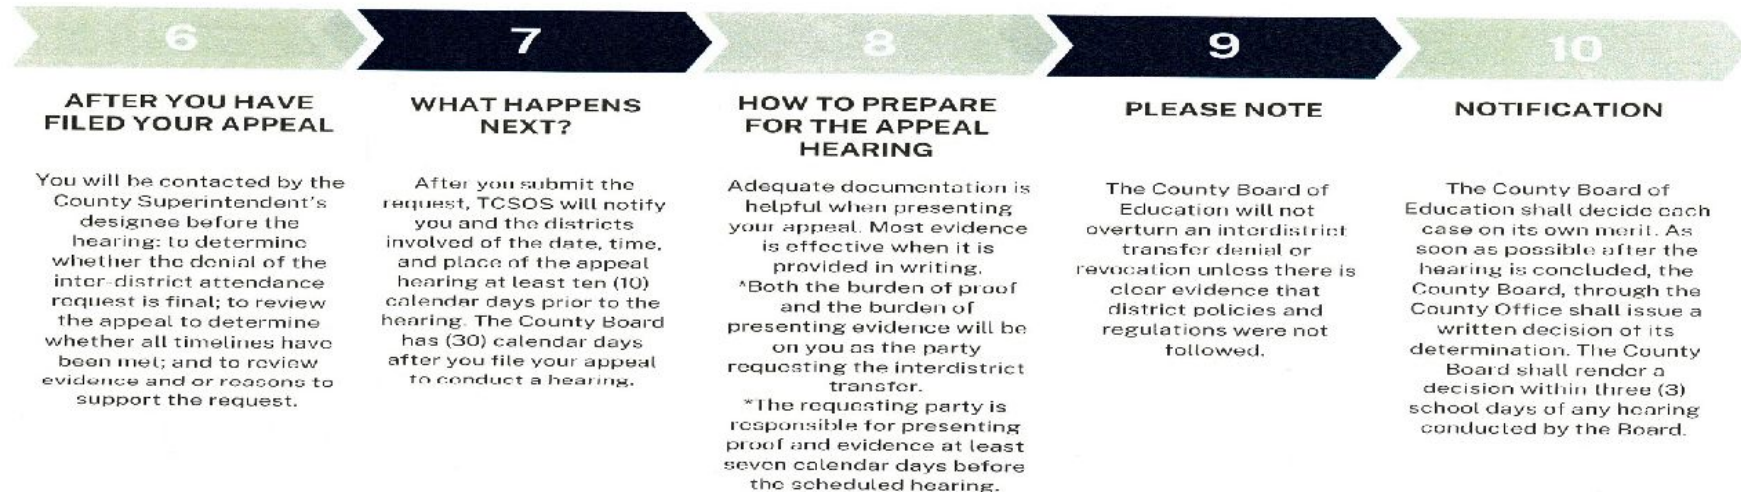 6
AFTER YOU HAVE
FILED YOUR APPEAL
You will be contacted by the
County Superintendent's
designee before the
hearing: to determine
whether the denial of the
inter-district attendance
request is final; to review
the appeal to determine
whether all timelines have
been met; and to review
evidence and or reasons to
support the request.
7
WHAT HAPPENS
NEXT?
After you submit the
request, TCSOS will notify
you and the districts
involved of the date, time,
and place of the appeal
hearing at least ten (10)
calendar days prior to the
hearing. The County Board
has (30) calendar days
after you file your appeal
to conduct a hearing.
8
HOW TO PREPARE
FOR THE APPEAL
HEARING
Adequate documentation is
helpful when presenting
your appeal. Most evidence
is effective when it is
provided in writing.
*Both the burden of proof
and the burden of
presenting evidence will be
on you as the party
requesting the interdistrict
transfer.
*The requesting party is
responsible for presenting
proof and evidence at least
seven calendar days before
the scheduled hearing.
9
PLEASE NOTE
The County Board of
Education will not
overturn an interdistrict
transfer denial or
revocation unless there is
clear evidence that
district policies and
regulations were not
followed.
10
NOTIFICATION
The County Board of
Education shall decide each
case on its own merit. As
soon as possible after the
hearing is concluded, the
County Board, through the
County Office shall issue a
written decision of its
determination. The County
Board shall render a
decision within three (3)
school days of any hearing
conducted by the Board.